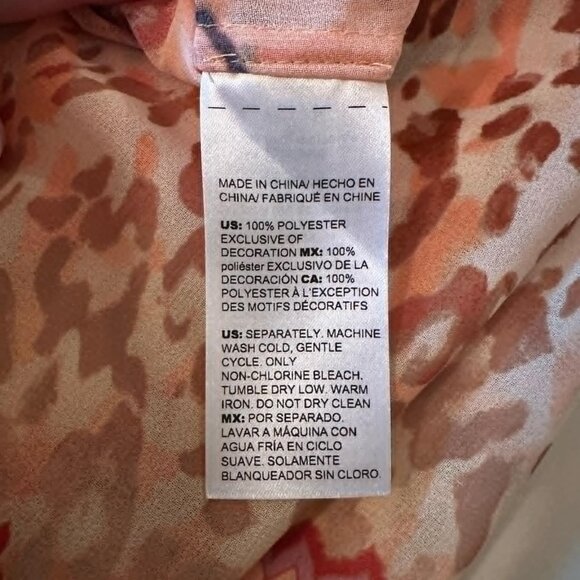 MADE IN CHINA/ HECHO EN
CHINA/ FABRIQUÉ EN CHINE
US: 100% POLYESTER
EXCLUSIVE OF
DECORATION MX: 100%
poliéster EXCLUSIVO DE LA
DECORACIÓN CA: 100%
POLYESTER À L'EXCEPTION
DES MOTIFS DÉCORATIFS
US: SEPARATELY. MACHINE
WASH COLD, GENTLE
CYCLE. ONLY
NON-CHLORINE BLEACH.
TUMBLE DRY LOW. WARM
IRON. DO NOT DRY CLEAN
MX: POR SEPARADO.
LAVAR A MÁQUINA CON
AGUA FRÍA EN CICLO
SUAVE. SOLAMENTE
BLANQUEADOR SIN CLORO.